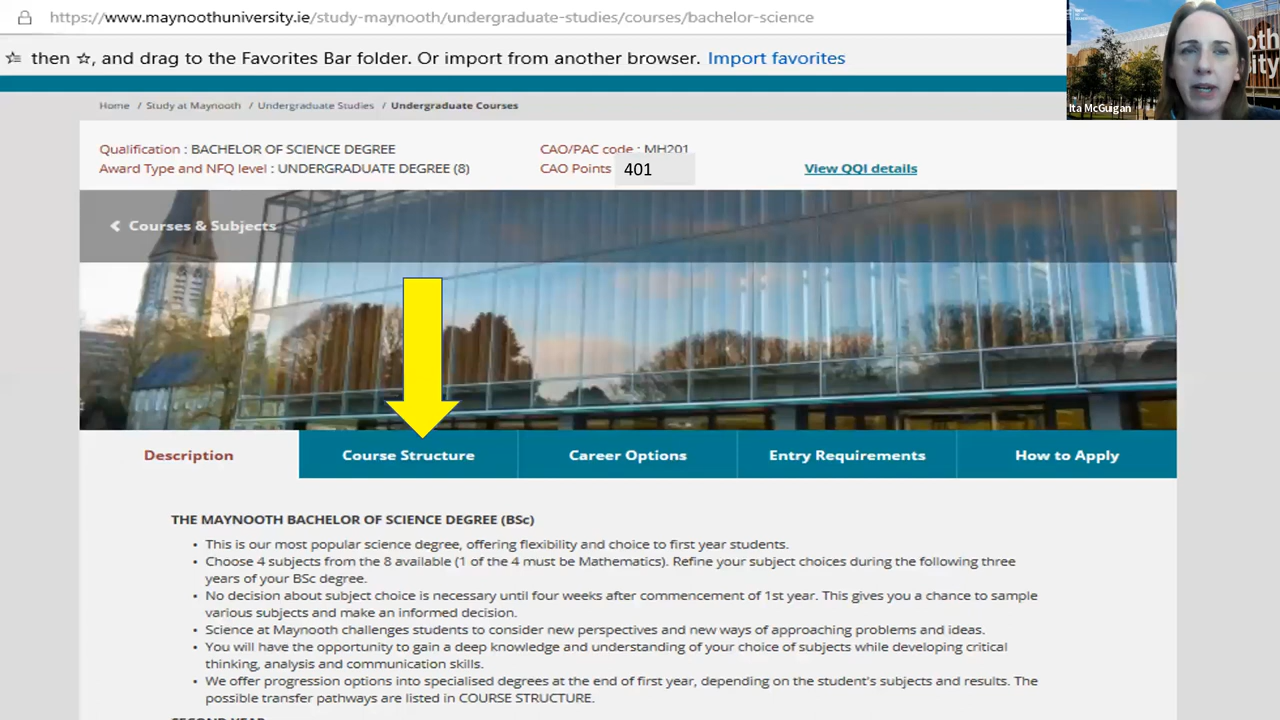 https://www.maynoothuniversity.ie/study-maynooth/undergraduate-studies/courses/bachelor-science
then ☆, and drag to the Favorites Bar folder. Or import from another browser. Import favorites
Ita McGuigan
Home / Study at Maynooth / Undergraduate Studies / Undergraduate Courses
Qualification : BACHELOR OF SCIENCE DEGREE
CAO/PAC code : MH201
Award Type and NFQ level : UNDERGRADUATE DEGREE (8)
CAO Points 401
View QQI details
Courses & Subjects
Description
Course Structure
Career Options
Entry Requirements
How to Apply
THE MAYNOOTH BACHELOR OF SCIENCE DEGREE (BSc)
• This is our most popular science degree, offering flexibility and choice to first year students.
• Choose 4 subjects from the 8 available (1 of the 4 must be Mathematics). Refine your subject choices during the following three
years of your BSc degree.
• No decision about subject choice is necessary until four weeks after commencement of 1st year. This gives you a chance to sample
various subjects and make an informed decision.
• Science at Maynooth challenges students to consider new perspectives and new ways of approaching problems and ideas.
• You will have the opportunity to gain a deep knowledge and understanding of your choice of subjects while developing critical
thinking, analysis and communication skills.
• We offer progression options into specialised degrees at the end of first year, depending on the student's subjects and results. The
possible transfer pathways are listed in COURSE STRUCTURE.